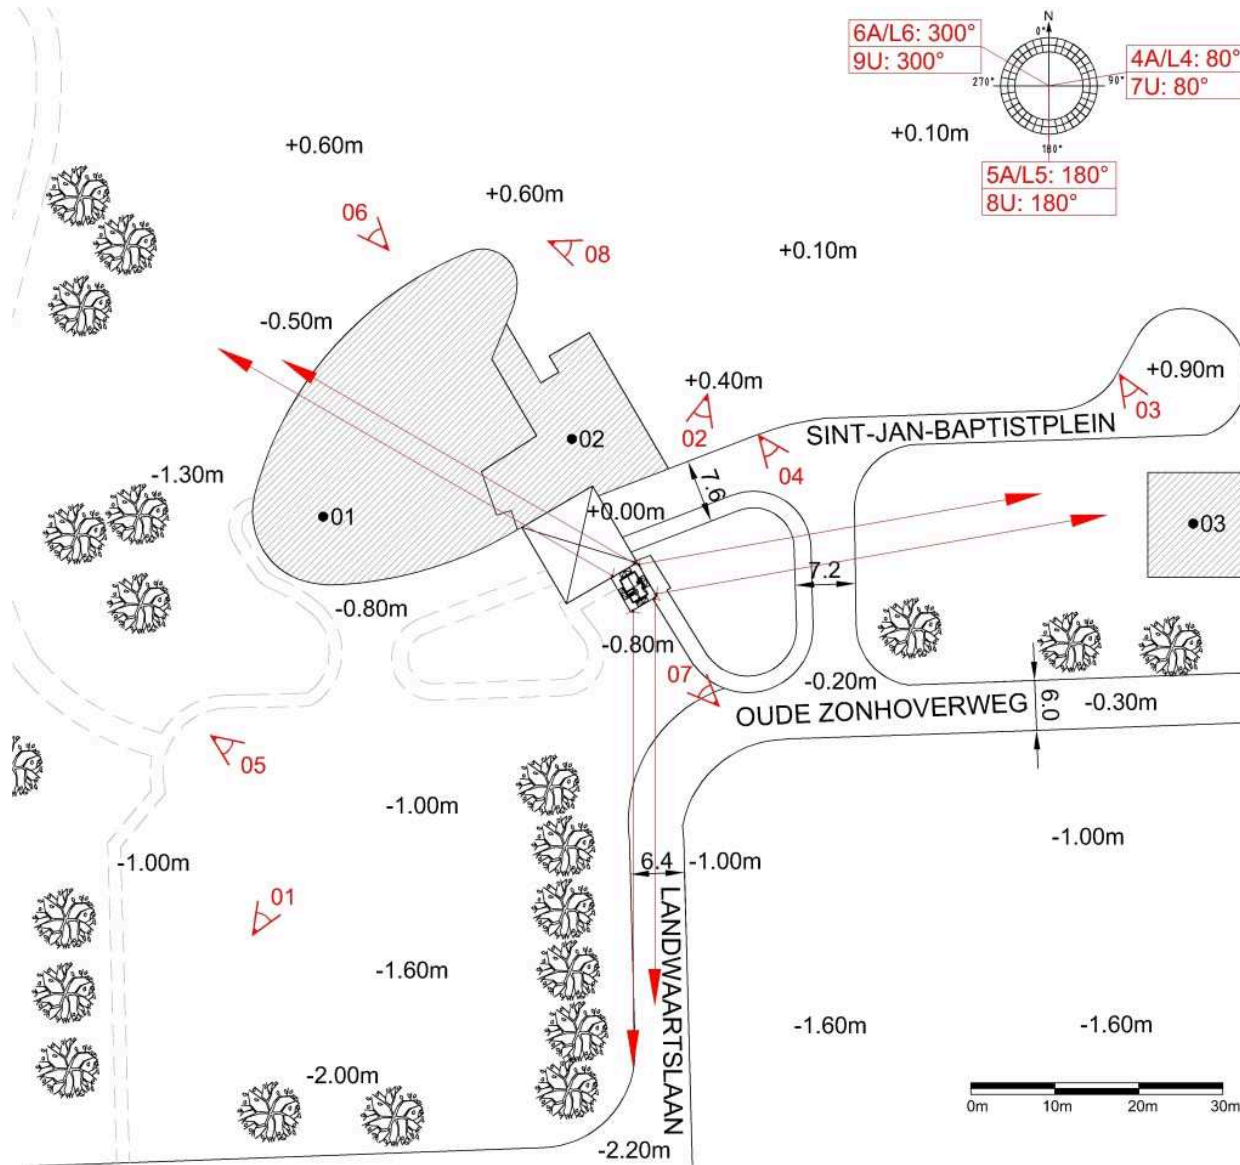 N
0°
90°
180°
270°
6A/L6: 300°
9U: 300°
4A/L4: 80°
7U: 80°
5A/L5: 180°
8U: 180°
+0.10m
+0.60m
+0.60m
06
08
+0.10m
-0.50m
+0.90m
+0.40m
03
02
SINT-JAN-BAPTISTPLEIN
02
04
-1.30m
7.6
01
+0.00m
03
7.2
-0.80m
-0.80m
07
-0.20m
6.0
-0.30m
OUDE ZONHOVERWEG
05
-1.00m
-1.00m
-1.00m
6.4
-1.00m
01
LANDWAARTSLAAN
-1.60m
-1.60m
-1.60m
-2.00m
0m
10m
20m
30m
-2.20m